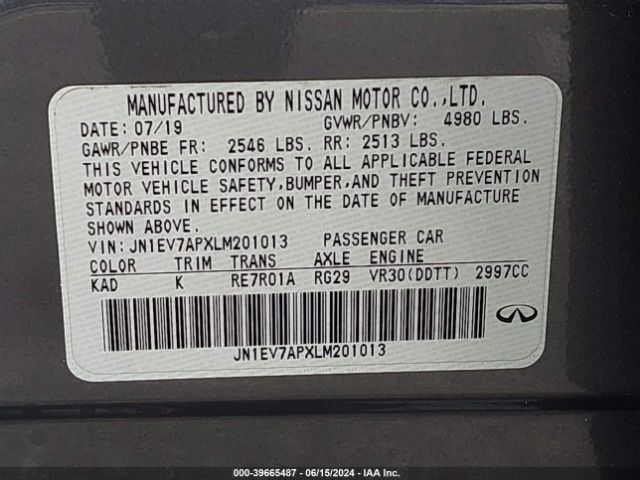 MANUFACTURED BY NISSAN MOTOR CO.,LTD.
DATE: 07/19 GVWR/PNBV: 4980 LBS.
GAWR/PNBE FR: 2546 LBS. RR: 2513 LBS.
THIS VEHICLE CONFORMS TO ALL APPLICABLE FEDERAL
MOTOR VEHICLE SAFETY,BUMPER,AND THEFT PREVENTION
STANDARDS IN EFFECT ON THE DATE OF MANUFACTURE
SHOWN ABOVE.
VIN: JN1EV7APXLM201013 PASSENGER CAR
COLOR TRIM TRANS AXLE ENGINE
KAD K RE7R01A RG29 VR30(DDTT) 2997CC
JN1EV7APXLM201013
000-39665487 - 06/15/2024 - IAA Inc.